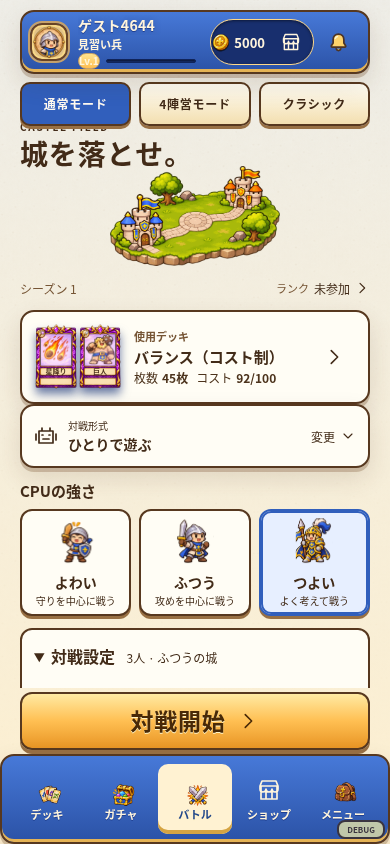 ゲスト4644
見習い兵
Lv.1
5000
通常モード
4陣営モード
クラシック
城を落とせ。
シーズン 1
ランク 未参加
使用デッキ
バランス（コスト制）
枚数 45枚 コスト 92/100
巨人
対戦形式
ひとりで遊ぶ
変更
CPUの強さ
よわい
守りを中心に戦う
ふつう
攻めを中心に戦う
つよい
よく考えて戦う
▼ 対戦設定 3人 · ふつうの城
対戦開始
デッキ
ガチャ
バトル
ショップ
メニュー
DEBUG